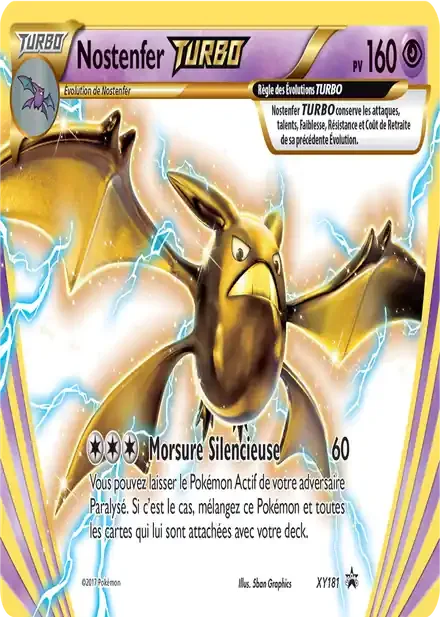 TURBO
Nostenfer TURBO
PV 160
Évolution de Nostenfer
Règle des Évolutions TURBO
Nostenfer TURBO conserve les attaques,
talents, Faiblesse, Résistance et Coût de Retraite
de sa précédente Évolution.
Morsure Silencieuse 60
Vous pouvez laisser le Pokémon Actif de votre adversaire
Paralysé. Si c'est le cas, mélangez ce Pokémon et toutes
les cartes qui lui sont attachées avec votre deck.
©2017 Pokémon Illus. 5ban Graphics XY181